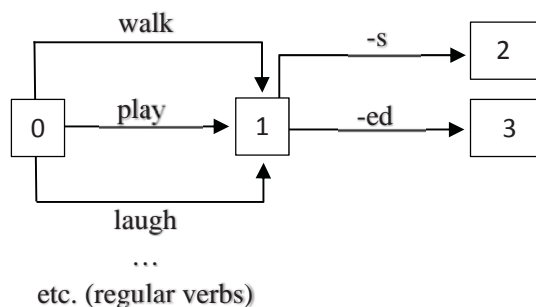 walk
-s
2
0
play
1
-ed
3
laugh
…
etc. (regular verbs)